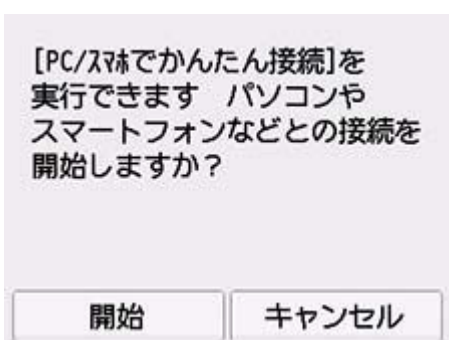 [PC/ｽﾏﾎでかんたん接続]を
実行できます　パソコンや
スマートフォンなどとの接続を
開始しますか？
開始
キャンセル